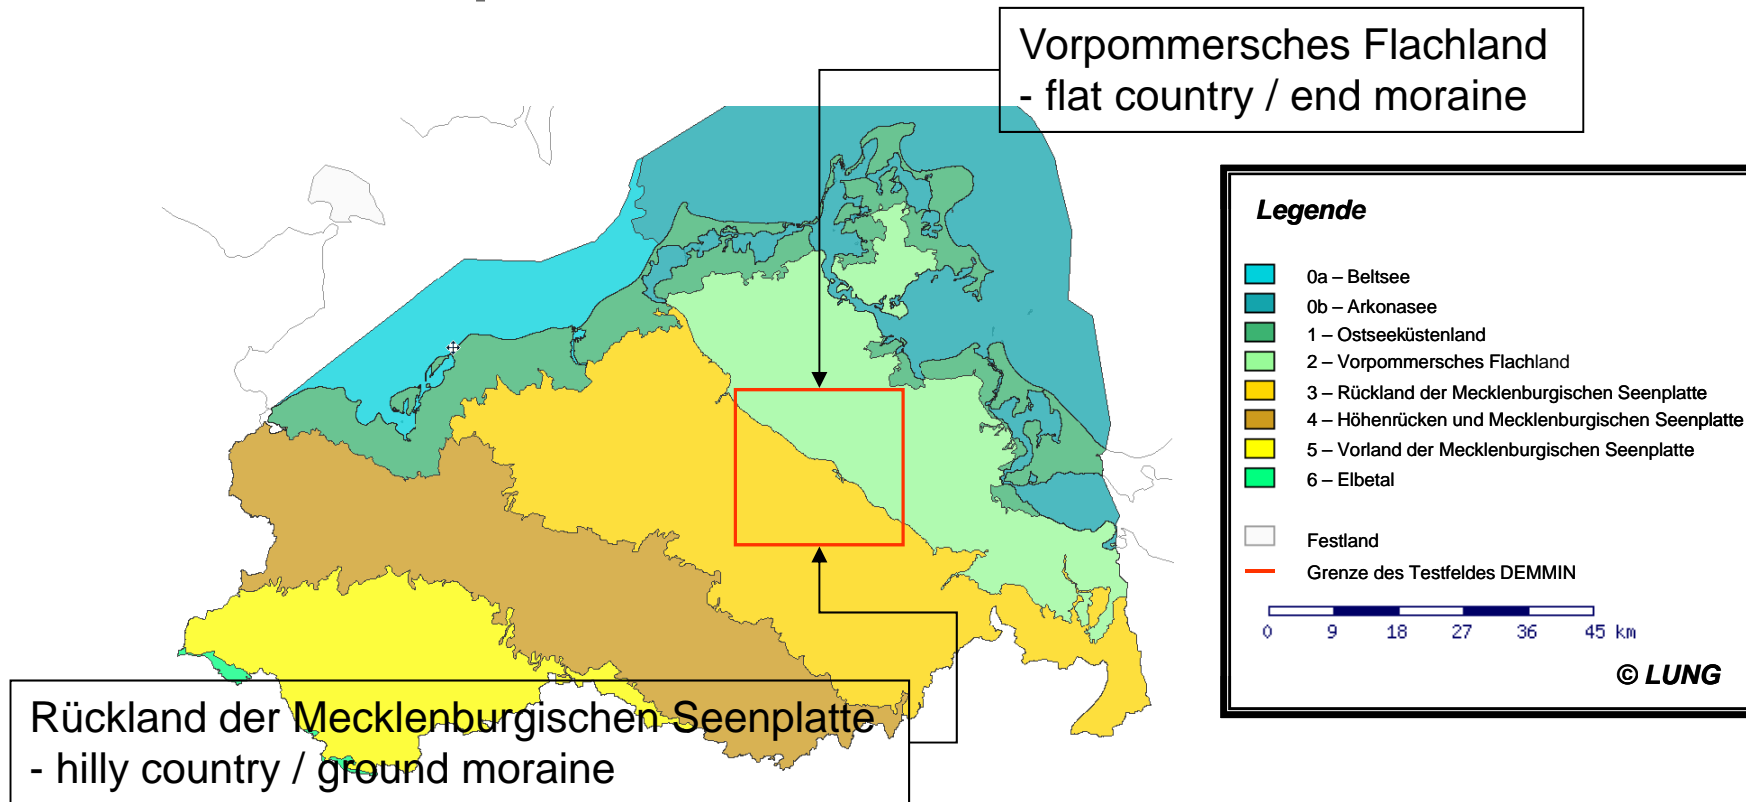 Vorpommersches Flachland
- flat country / end moraine
Legende
0a – Beltsee
0b – Arkonasee
1 – Ostseeküstenland
2 – Vorpommersches Flachland
3 – Rückland der Mecklenburgischen Seenplatte
4 – Höhenrücken und Mecklenburgischen Seenplatte
5 – Vorland der Mecklenburgischen Seenplatte
6 – Elbetal
Festland
Grenze des Testfeldes DEMMIN
0 9 18 27 36 45 km
© LUNG
Rückland der Mecklenburgischen Seenplatte
- hilly country / ground moraine